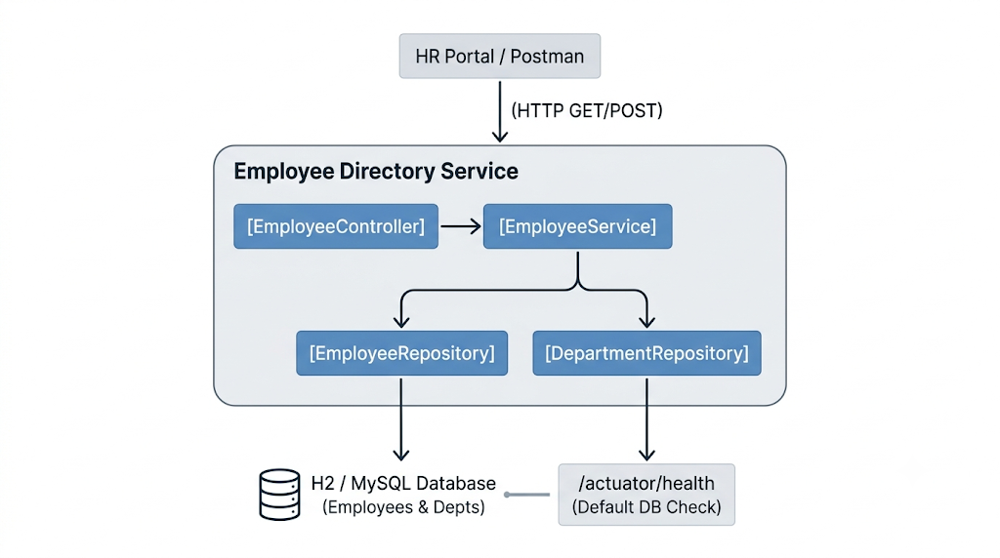 HR Portal / Postman
(HTTP GET/POST)
Employee Directory Service
[EmployeeController]
[EmployeeService]
[EmployeeRepository]
[DepartmentRepository]
H2 / MySQL Database
(Employees & Depts)
/actuator/health
(Default DB Check)